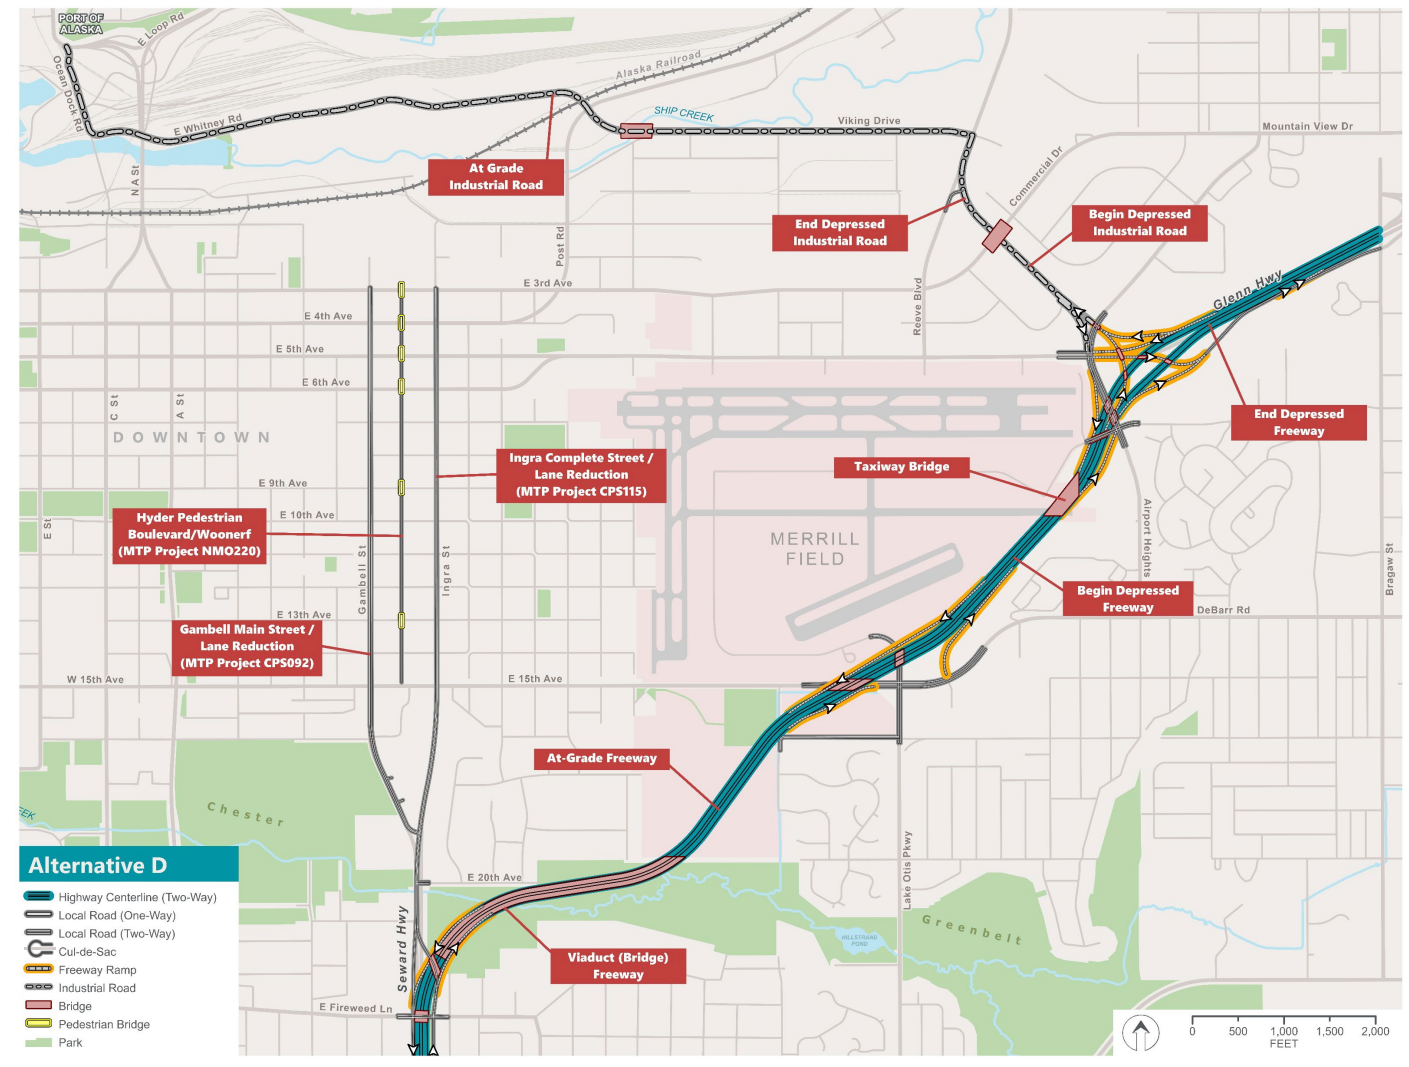 PORT OF
ALASKA
E Loop Rd
Ocean Dock Rd
E Whitney Rd
Alaska Railroad
SHIP CREEK
Viking Drive
Mountain View Dr
Commercial Dr
N A St
At Grade
Industrial Road
End Depressed
Industrial Road
Begin Depressed
Industrial Road
Post Rd
Reeve Blvd
Glenn Hwy
E 3rd Ave
E 4th Ave
E 5th Ave
E 6th Ave
C St
A St
DOWNTOWN
End Depressed
Freeway
Ingra Complete Street /
Lane Reduction
(MTP Project CPS115)
Taxiway Bridge
E 9th Ave
E 10th Ave
E St
Hyder Pedestrian
Boulevard/Woonerf
(MTP Project NMO220)
MERRILL
FIELD
Airport Heights
Bragaw St
Gambell St
Ingra St
Begin Depressed
Freeway
DeBarr Rd
E 13th Ave
Gambell Main Street /
Lane Reduction
(MTP Project CPS092)
W 15th Ave
E 15th Ave
At-Grade Freeway
Chester
EEK
E 20th Ave
Lake Otis Pkwy
Greenbelt
HILLSTRAND
POND
Seward Hwy
Viaduct (Bridge)
Freeway
E Fireweed Ln
Alternative D
Highway Centerline (Two-Way)
Local Road (One-Way)
Local Road (Two-Way)
Cul-de-Sac
Freeway Ramp
Industrial Road
Bridge
Pedestrian Bridge
Park
0 500 1,000 1,500 2,000
FEET